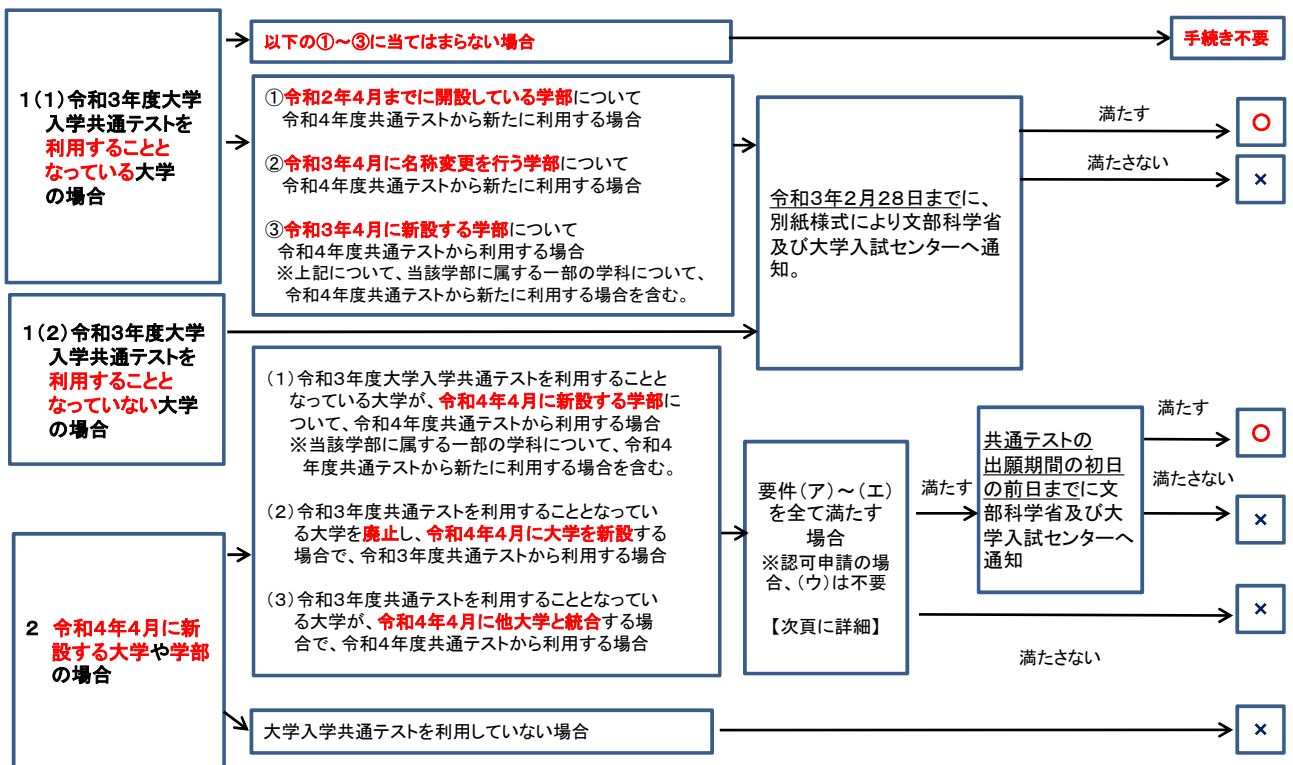 1(1)令和3年度大学
入学共通テストを
利用することと
なっている大学
の場合
以下の①～③に当てはまらない場合
手続き不要
①令和2年4月までに開設している学部について
令和4年度共通テストから新たに利用する場合
②令和3年4月に名称変更を行う学部について
令和4年度共通テストから新たに利用する場合
③令和3年4月に新設する学部について
令和4年度共通テストから利用する場合
※上記について、当該学部に属する一部の学科について、
令和4年度共通テストから新たに利用する場合を含む。
令和3年2月28日までに、
別紙様式により文部科学省
及び大学入試センターへ通
知。
満たす
○
満たさない
×
1(2)令和3年度大学
入学共通テストを
利用することと
なっていない大学
の場合
2 令和4年4月に新
設する大学や学部
の場合
(1)令和3年度大学入学共通テストを利用することと
なっている大学が、令和4年4月に新設する学部に
ついて、令和4年度共通テストから利用する場合
※当該学部に属する一部の学科について、令和4
年度共通テストから新たに利用する場合を含む。
(2)令和3年度共通テストを利用することとなってい
る大学を廃止し、令和4年4月に大学を新設する
場合で、令和3年度共通テストから利用する場合
(3)令和3年度共通テストを利用することとなってい
る大学が、令和4年4月に他大学と統合する場
合で、令和4年度共通テストから利用する場合
要件(ア)～(エ)
を全て満たす
場合
※認可申請の場
合、(ウ)は不要
【次頁に詳細】
満たす
共通テストの
出願期間の初日
の前日までに文
部科学省及び大
学入試センターへ
通知
満たす
○
満たさない
×
満たさない
×
大学入学共通テストを利用していない場合
×